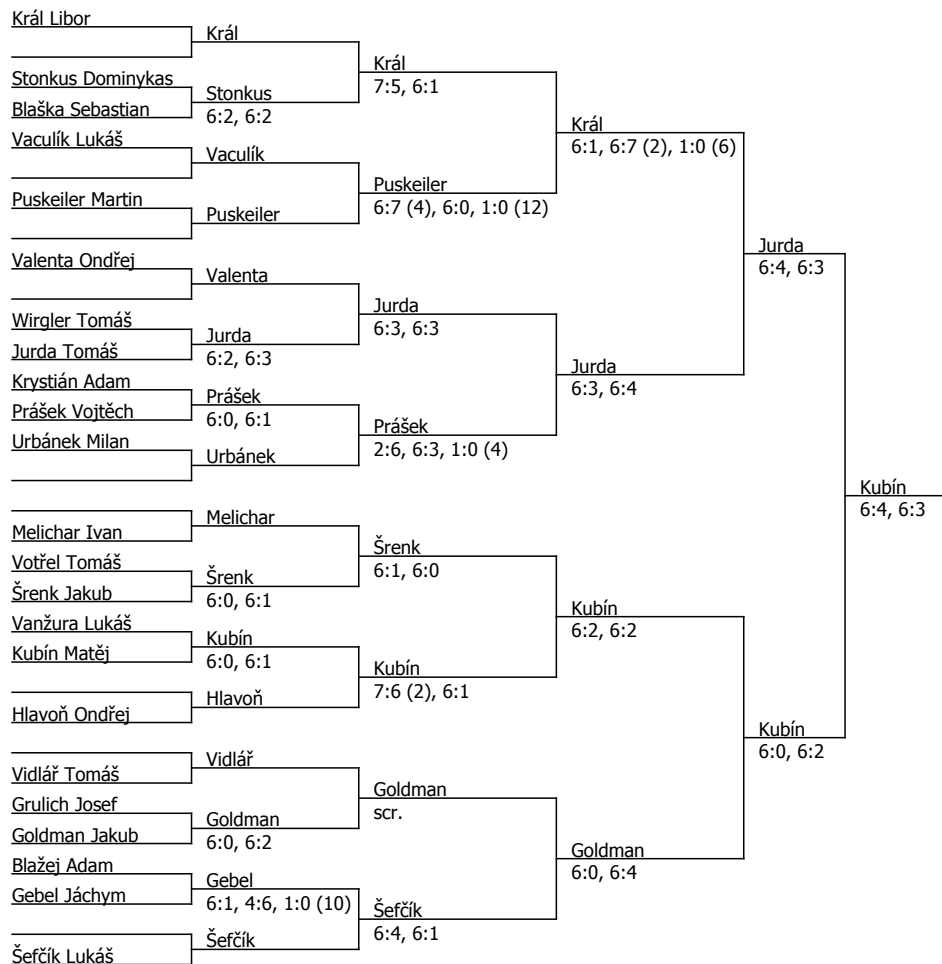 Král Libor
Stonkus Dominykas
Blaška Sebastian
Vaculík Lukáš
Puskeiler Martin
Valenta Ondřej
Wirgler Tomáš
Jurda Tomáš
Krystián Adam
Prášek Vojtěch
Urbánek Milan
Melichar Ivan
Votřel Tomáš
Šrenk Jakub
Vanžura Lukáš
Kubín Matěj
Hlavoň Ondřej
Vidlář Tomáš
Grulich Josef
Goldman Jakub
Blažej Adam
Gebel Jáchym
Šefčík Lukáš
Král
Stonkus
6:2, 6:2
Vaculík
Puskeiler
Valenta
Jurda
6:2, 6:3
Prášek
6:0, 6:1
Urbánek
Melichar
Šrenk
6:0, 6:1
Kubín
6:0, 6:1
Hlavoň
Vidlář
Goldman
6:0, 6:2
Gebel
6:1, 4:6, 1:0 (10)
Šefčík
Král
7:5, 6:1
Puskeiler
6:7 (4), 6:0, 1:0 (12)
Jurda
6:3, 6:3
Prášek
2:6, 6:3, 1:0 (4)
Šrenk
6:1, 6:0
Kubín
7:6 (2), 6:1
Goldman
scr.
Šefčík
6:4, 6:1
Král
6:1, 6:7 (2), 1:0 (6)
Jurda
6:3, 6:4
Kubín
6:2, 6:2
Goldman
6:0, 6:4
Jurda
6:4, 6:3
Kubín
6:0, 6:2
Kubín
6:4, 6:3